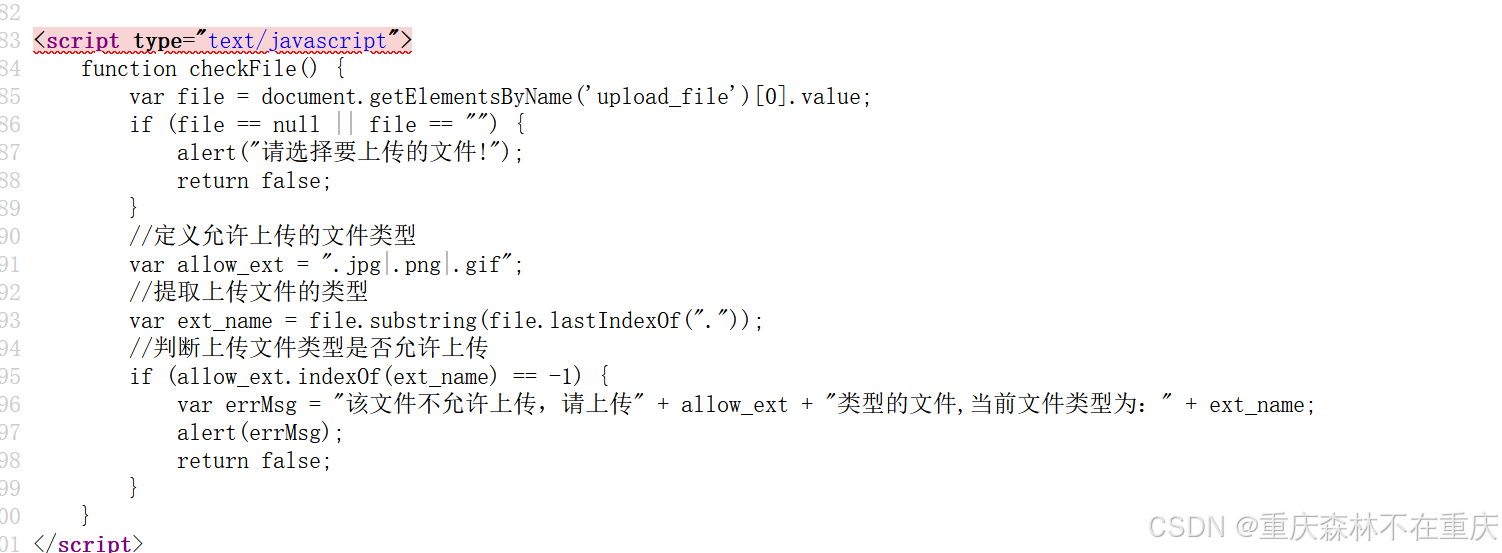 82
83 <script type="text/javascript">
84 function checkFile() {
85 var file = document.getElementsByName('upload_file')[0].value;
86 if (file == null || file == "") {
87 alert("请选择要上传的文件!");
88 return false;
89 }
90 //定义允许上传的文件类型
91 var allow_ext = ".jpg|.png|.gif";
92 //提取上传文件的类型
93 var ext_name = file.substring(file.lastIndexOf("."));
94 //判断上传文件类型是否允许上传
95 if (allow_ext.indexOf(ext_name) == -1) {
96 var errMsg = "该文件不允许上传，请上传" + allow_ext + "类型的文件,当前文件类型为：" + ext_name;
97 alert(errMsg);
98 return false;
99 }
00 }
01 </script>
CSDN @重庆森林不在重庆